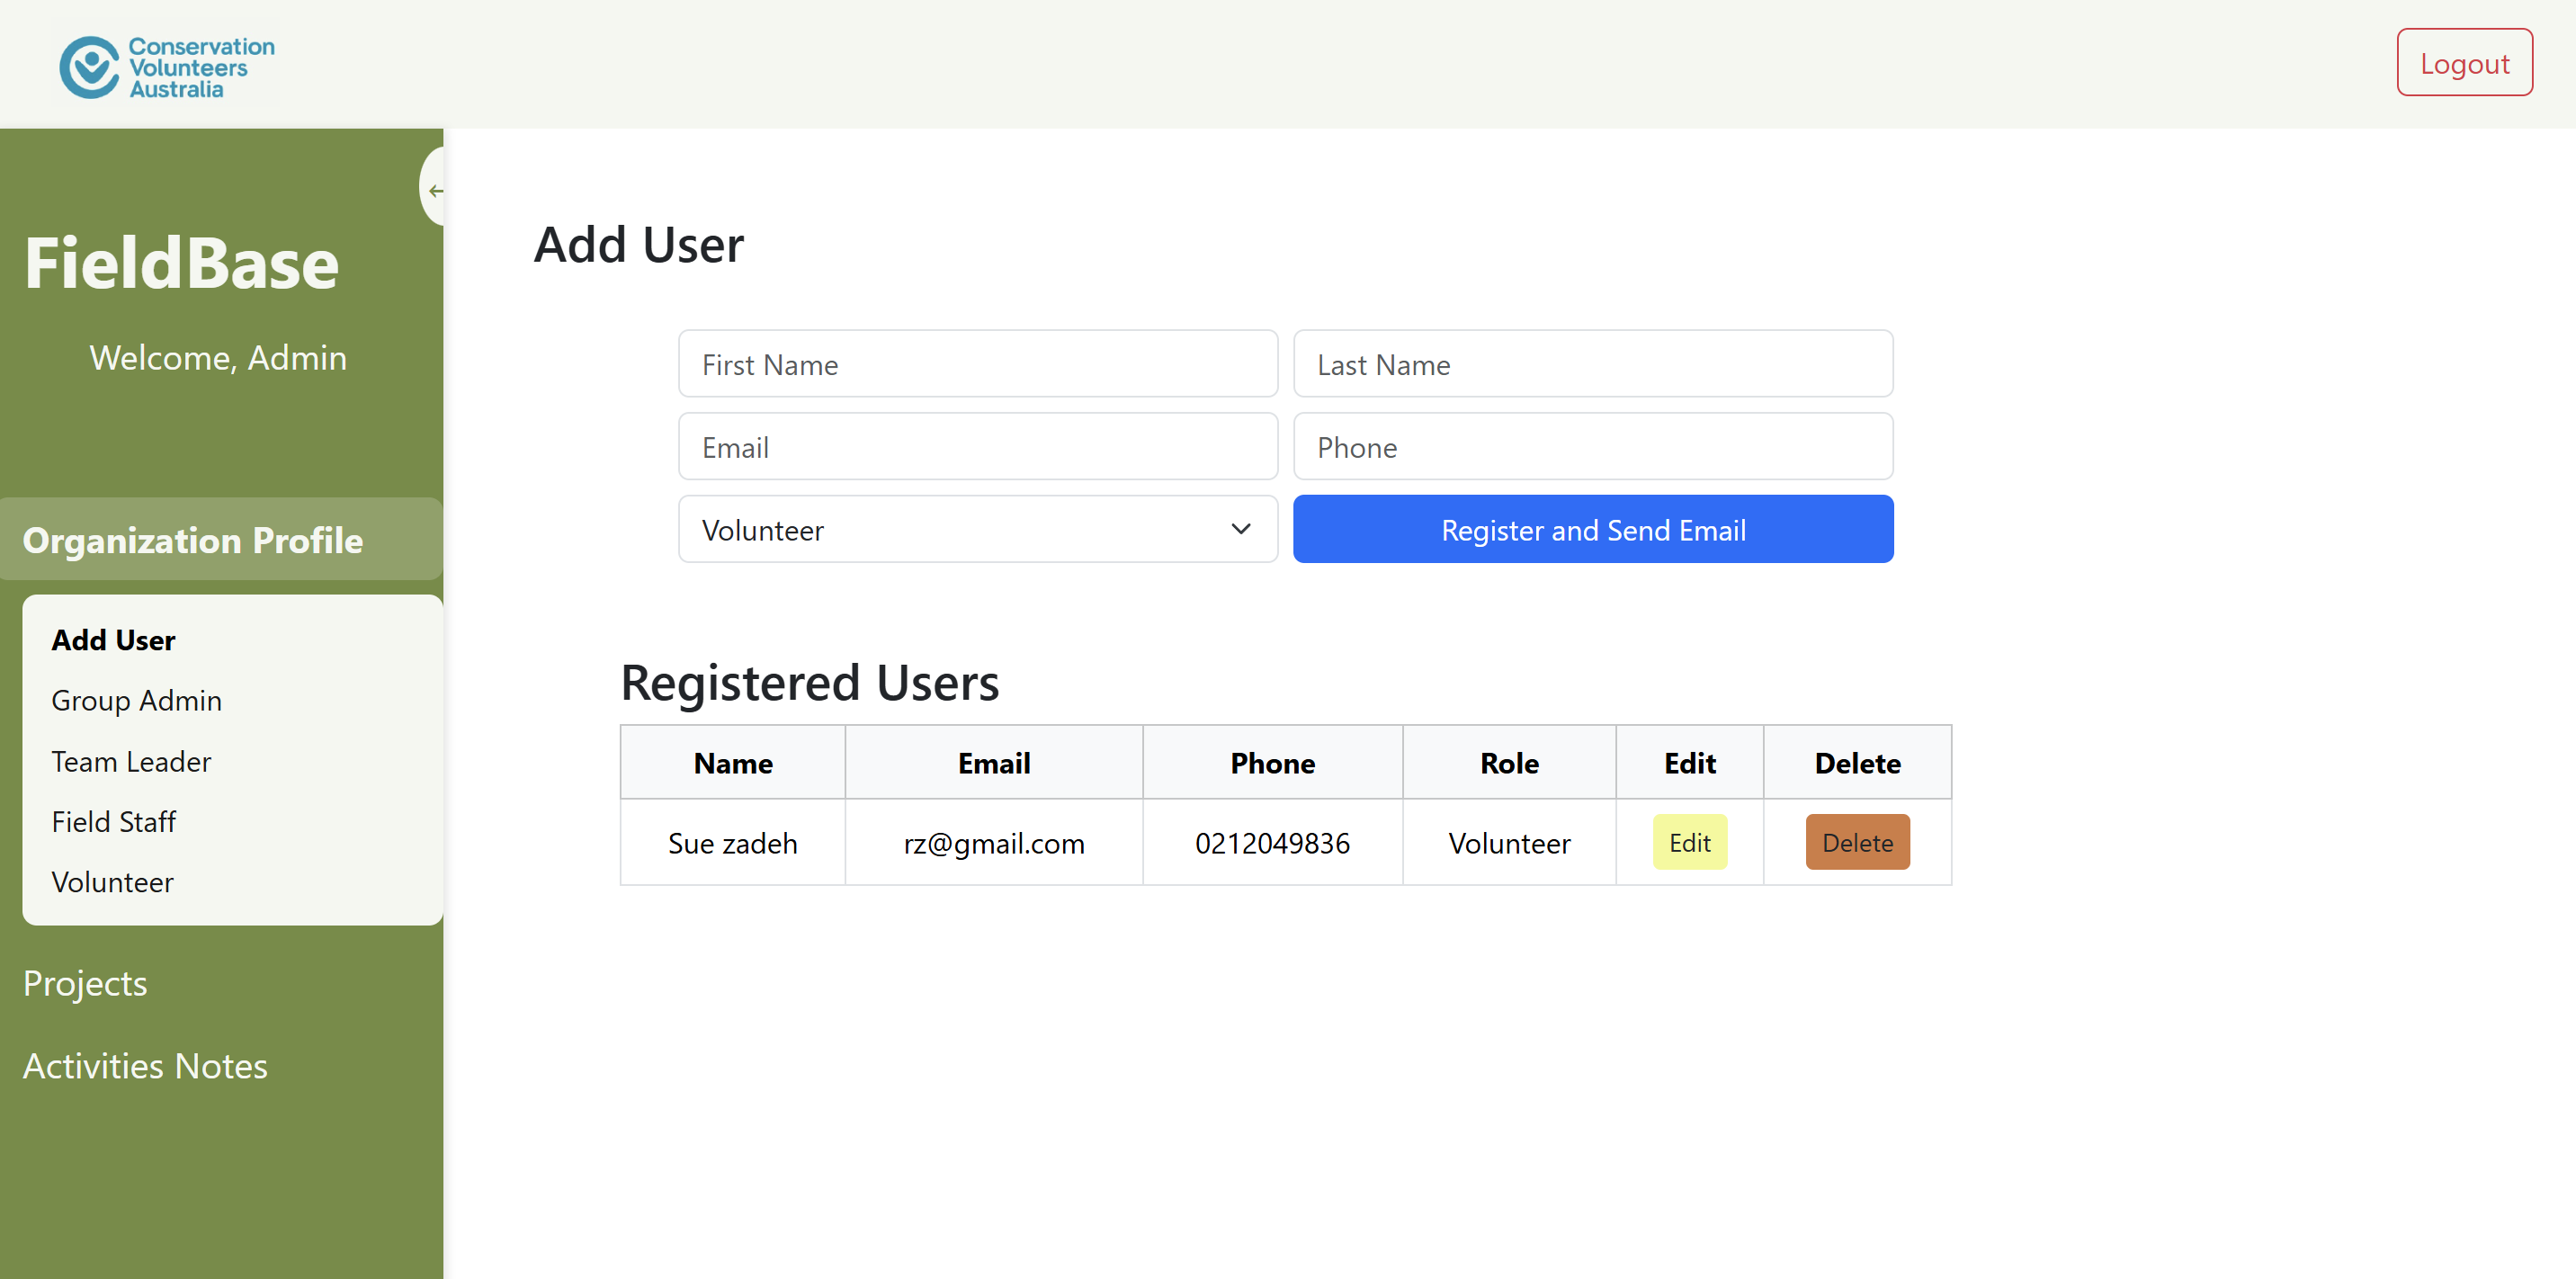 Conservation
Volunteers
Australia
Logout
FieldBase
Welcome, Admin
Organization Profile
Add User
Group Admin
Team Leader
Field Staff
Volunteer
Projects
Activities Notes
Add User
First Name
Last Name
Email
Phone
Volunteer
Register and Send Email
Registered Users
Name Email Phone Role Edit Delete
Sue zadeh rz@gmail.com 0212049836 Volunteer Edit Delete